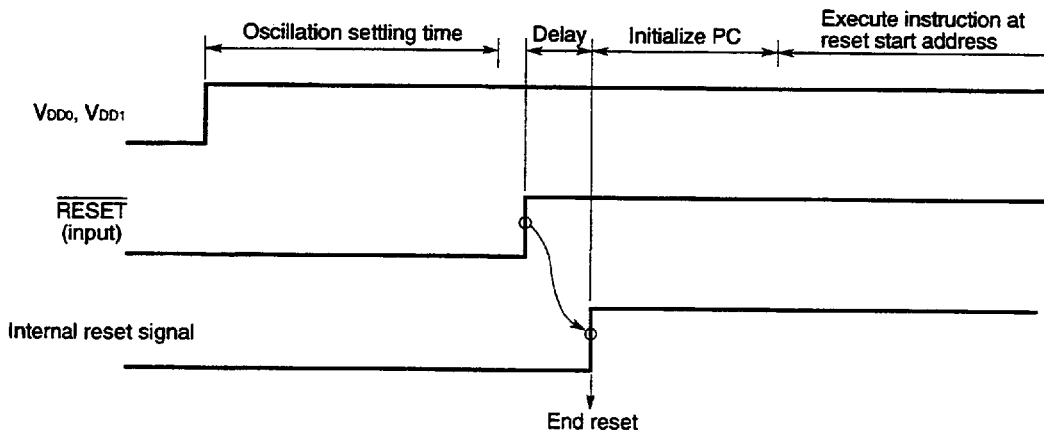 Oscillation settling time
Delay
Initialize PC
Execute instruction at
reset start address
VDD0, VDD1
RESET
(input)
Internal reset signal
End reset